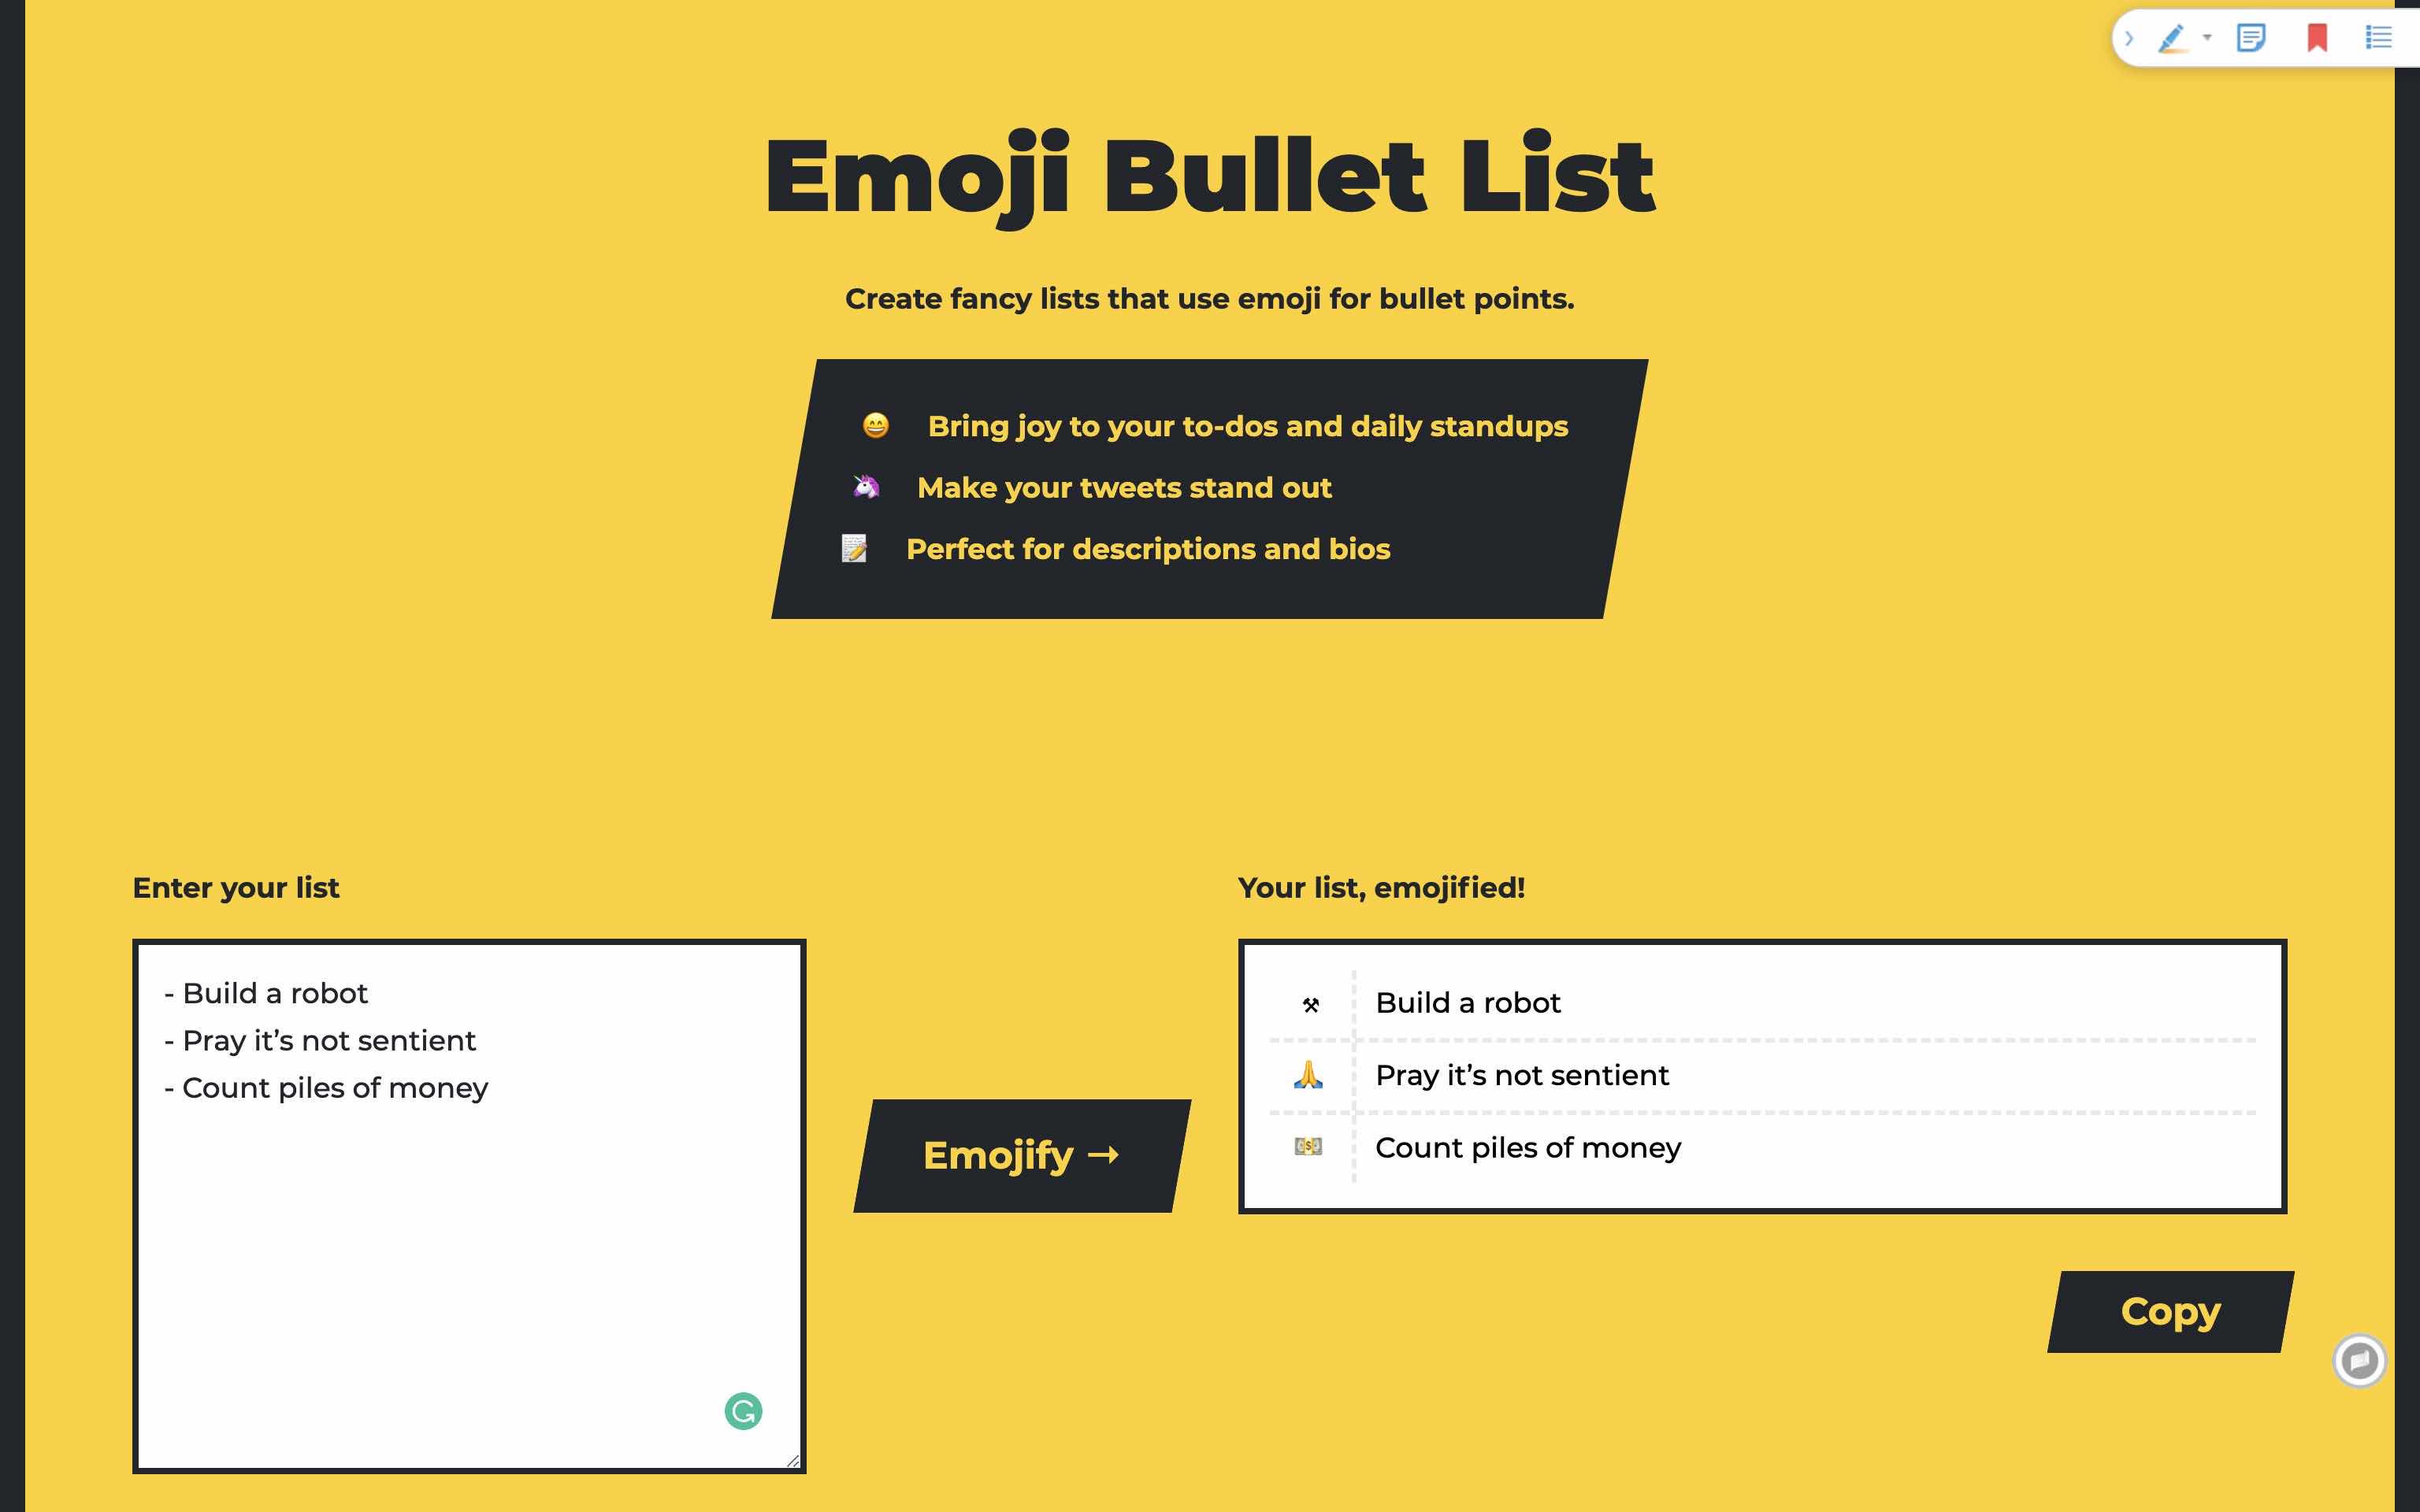 Emoji Bullet List
Create fancy lists that use emoji for bullet points.
😄 Bring joy to your to-dos and daily standups
🦄 Make your tweets stand out
📝 Perfect for descriptions and bios
Enter your list
- Build a robot
- Pray it’s not sentient
- Count piles of money
Emojify →
Your list, emojified!
⚒ Build a robot
🙏 Pray it’s not sentient
💵 Count piles of money
Copy